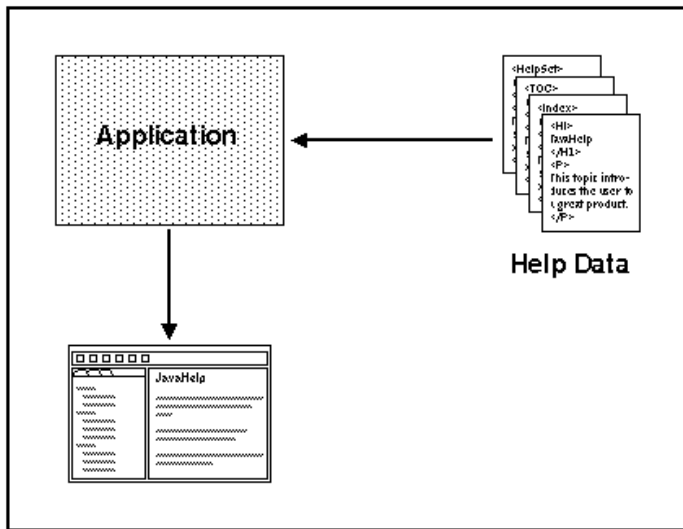 Application
<HelpSet>
<TOC>
<Index>
<H1>
JavaHelp
</H1>
<P>
This topic intro-
duces the user to
a great product.
</P>
Help Data
JavaHelp